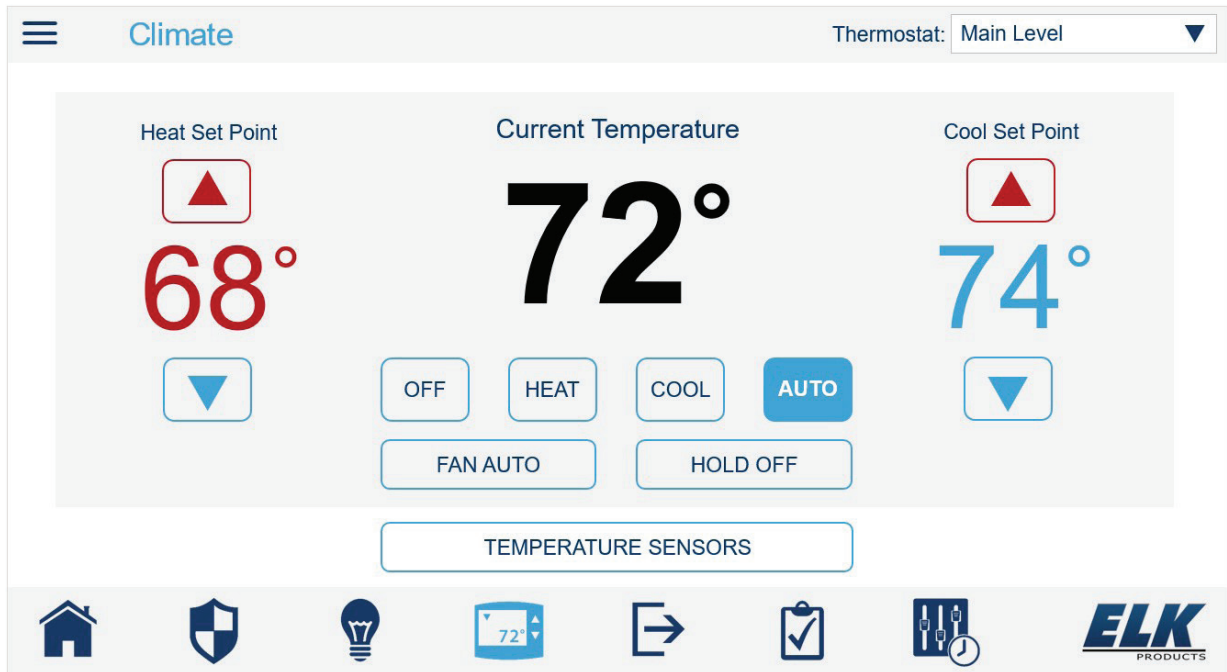 Climate
Thermostat: Main Level
Heat Set Point
Current Temperature
Cool Set Point
68°
72°
74°
OFF
HEAT
COOL
AUTO
FAN AUTO
HOLD OFF
TEMPERATURE SENSORS
72°
ELK
PRODUCTS